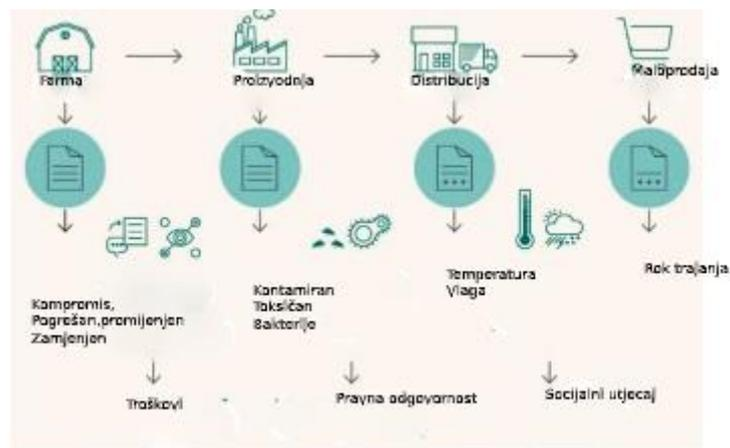 Farma
Proizvodnja
Distribucija
Maloprodaja
Kompromis,
Pogrešan,promijenjen
Zamjenjen
Kontamiran
Toksičan
Bakterije
Temperatura
Vlaga
Rok trajanja
Troškovi
Pravna odgovornost
Socijalni utjecaj